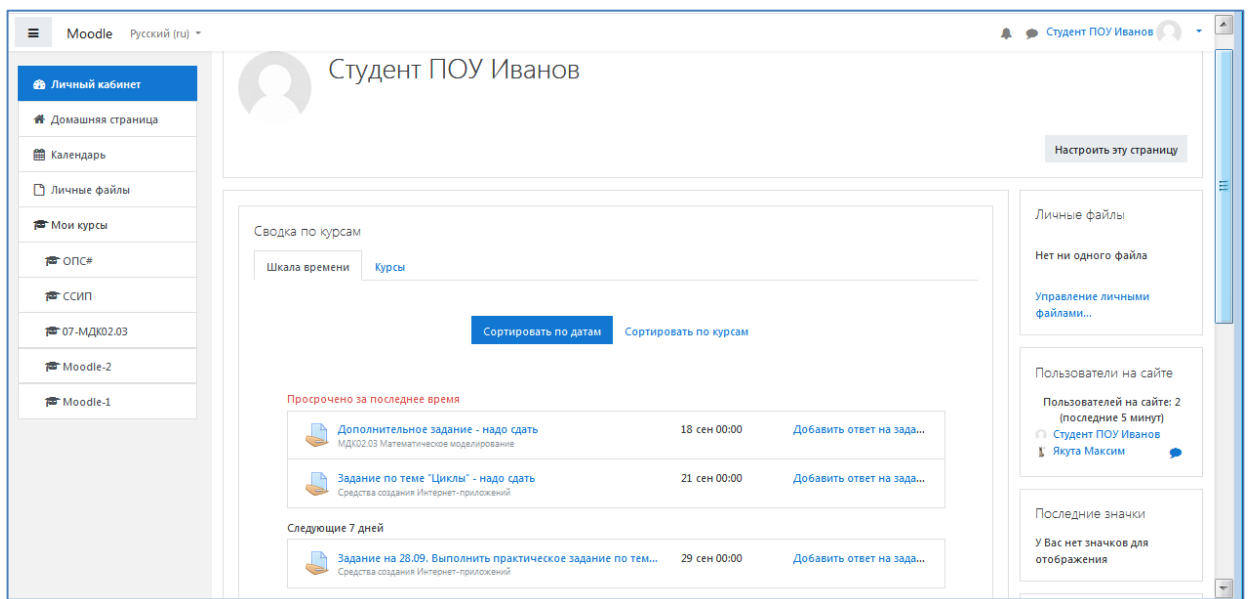 Moodle Русский (ru)
Студент ПОУ Иванов
Личный кабинет
Домашняя страница
Календарь
Личные файлы
Мои курсы
ОПС#
ССИП
07-МДК02.03
Moodle-2
Moodle-1
Студент ПОУ Иванов
Настроить эту страницу
Сводка по курсам
Шкала времени Курсы
Сортировать по датам Сортировать по курсам
Просрочено за последнее время
Дополнительное задание - надо сдать 18 сен 00:00 Добавить ответ на зада...
МДК02.03 Математическое моделирование
Задание по теме "Циклы" - надо сдать 21 сен 00:00 Добавить ответ на зада...
Средства создания Интернет-приложений
Следующие 7 дней
Задание на 28.09. Выполнить практическое задание по тем... 29 сен 00:00 Добавить ответ на зада...
Средства создания Интернет-приложений
Личные файлы
Нет ни одного файла
Управление личными
файлами...
Пользователи на сайте
Пользователей на сайте: 2
(последние 5 минут)
Студент ПОУ Иванов
Якута Максим
Последние значки
У Вас нет значков для
отображения